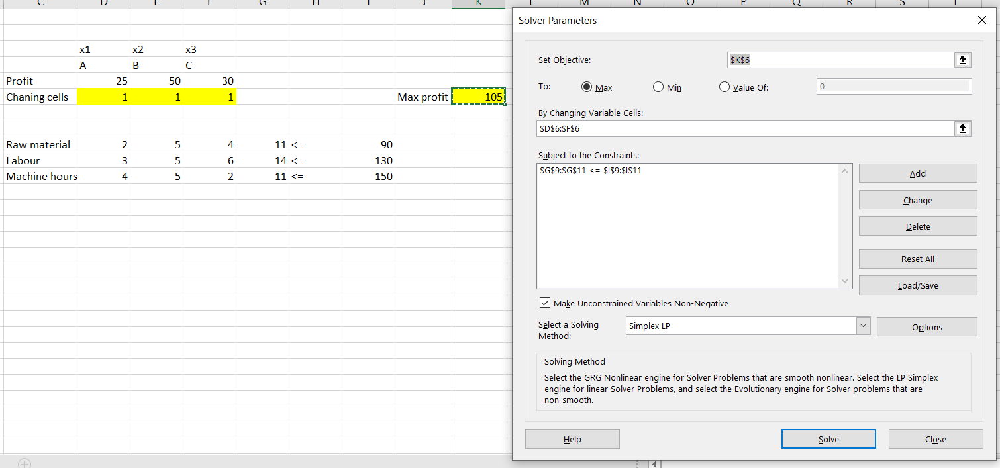 C D E F G H I J K L M N O P Q R S T
Solver Parameters
x1 x2 x3
A B C
Profit 25 50 30
Chaning cells 1 1 1 Max profit 105
Raw material 2 5 4 11 <= 90
Labour 3 5 6 14 <= 130
Machine hours 4 5 2 11 <= 150
Set Objective: $K$6
To: Max Min Value Of: 0
By Changing Variable Cells:
$D$6:$F$6
Subject to the Constraints:
$G$9:$G$11 <= $I$9:$I$11
Add
Change
Delete
Reset All
Load/Save
Make Unconstrained Variables Non-Negative
Select a Solving Method: Simplex LP Options
Solving Method
Select the GRG Nonlinear engine for Solver Problems that are smooth nonlinear. Select the LP Simplex
engine for linear Solver Problems, and select the Evolutionary engine for Solver problems that are
non-smooth.
Help Solve Close